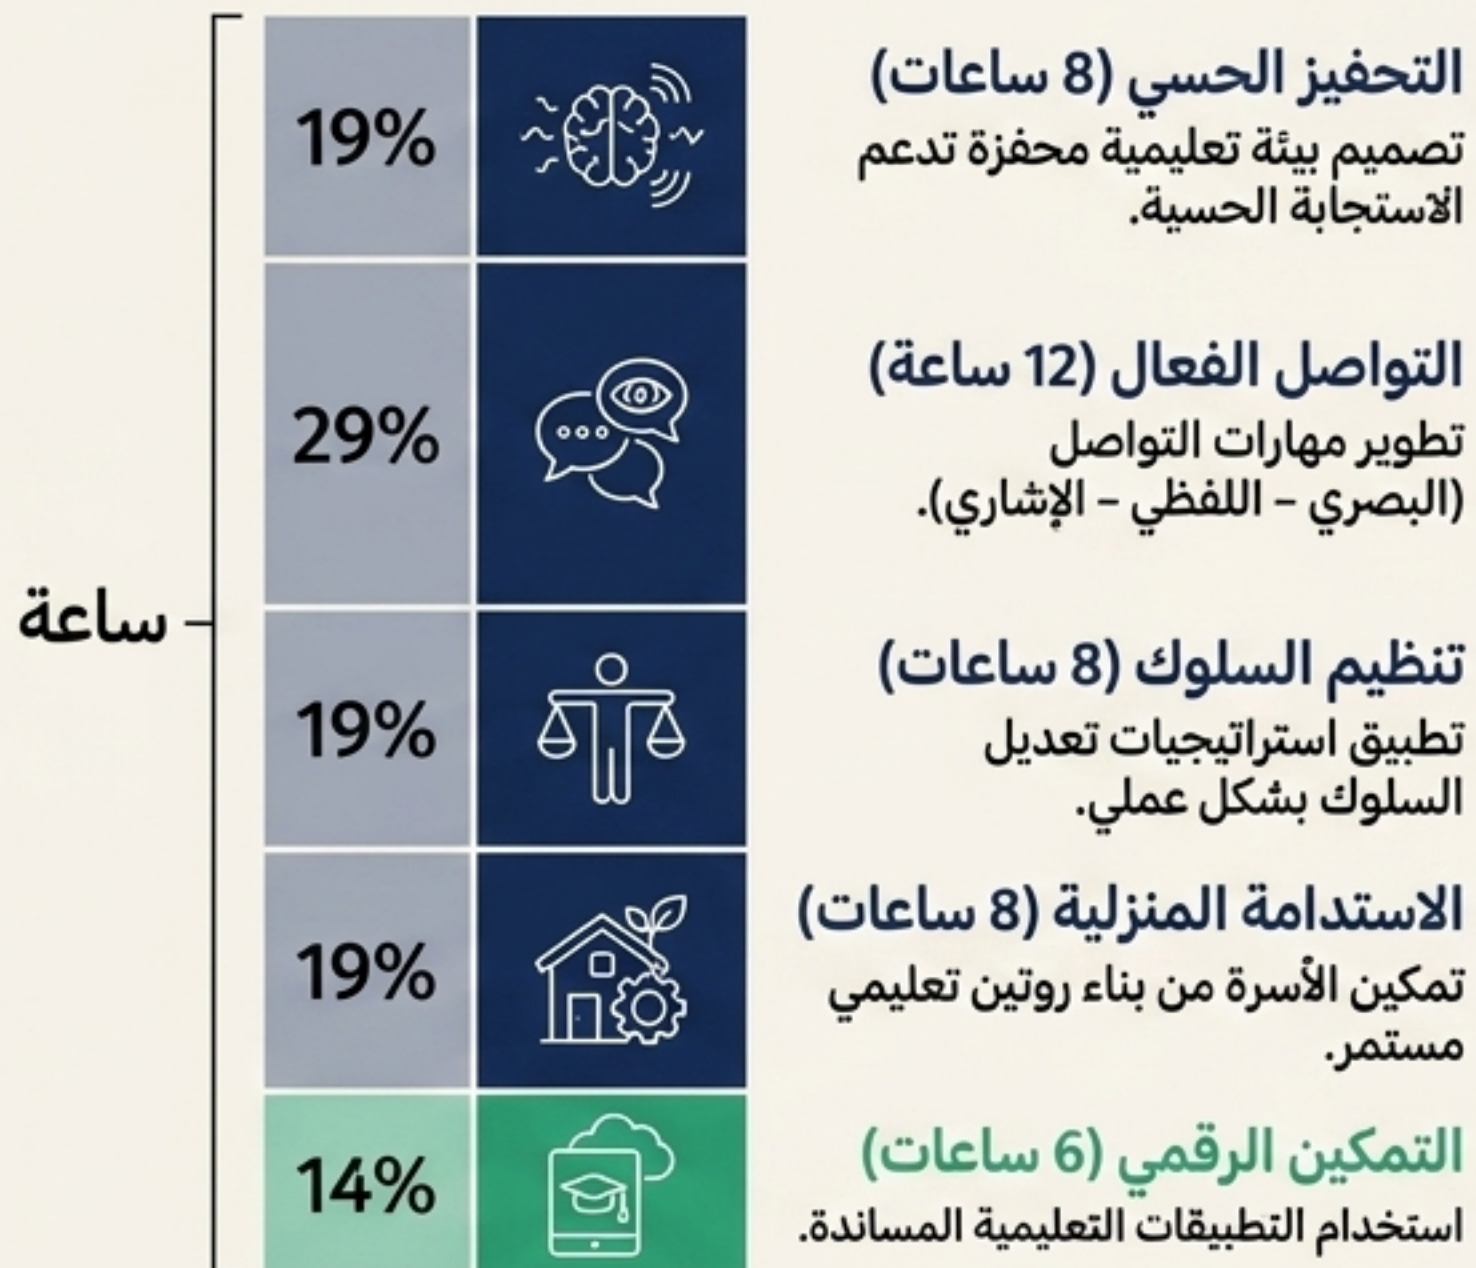 19%
التحفيز الحسي (8 ساعات)
تصميم بيئة تعليمية محفزة تدعم
الاستجابة الحسية.
29%
التواصل الفعال (12 ساعة)
تطوير مهارات التواصل
(البصري – اللفظي – الإشاري).
ساعة
19%
تنظيم السلوك (8 ساعات)
تطبيق استراتيجيات تعديل
السلوك بشكل عملي.
19%
الاستدامة المنزلية (8 ساعات)
تمكين الأسرة من بناء روتين تعليمي
مستمر.
14%
التمكين الرقمي (6 ساعات)
استخدام التطبيقات التعليمية المساندة.